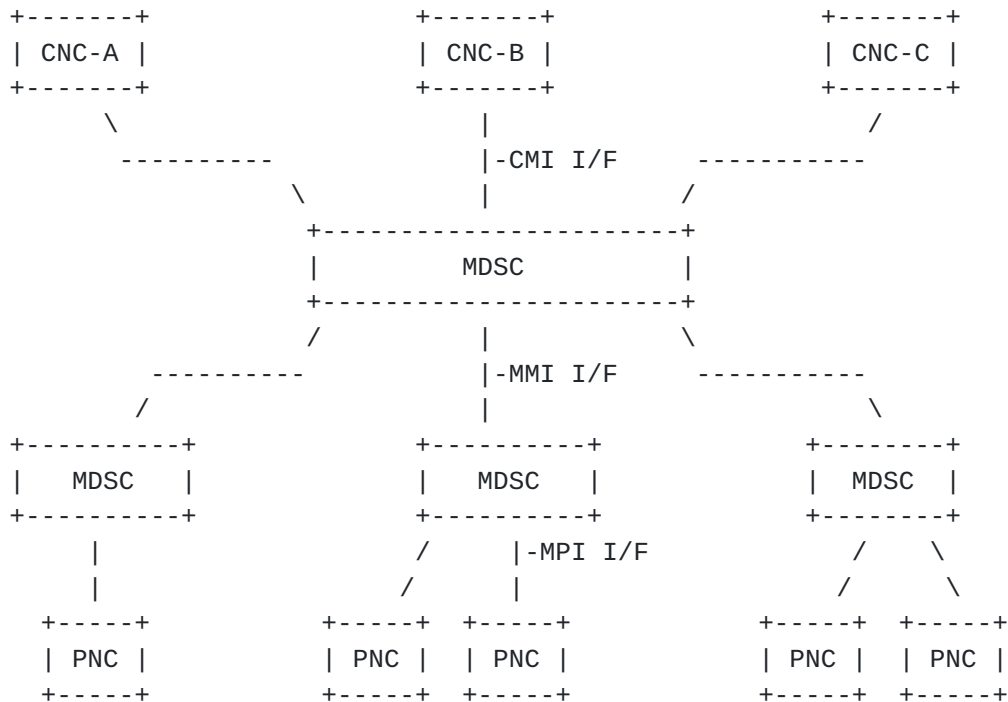 CNC-A CNC-B CNC-C
CMI I/F
MDSC
MMI I/F
MDSC MDSC MDSC
MPI I/F
PNC PNC PNC PNC PNC